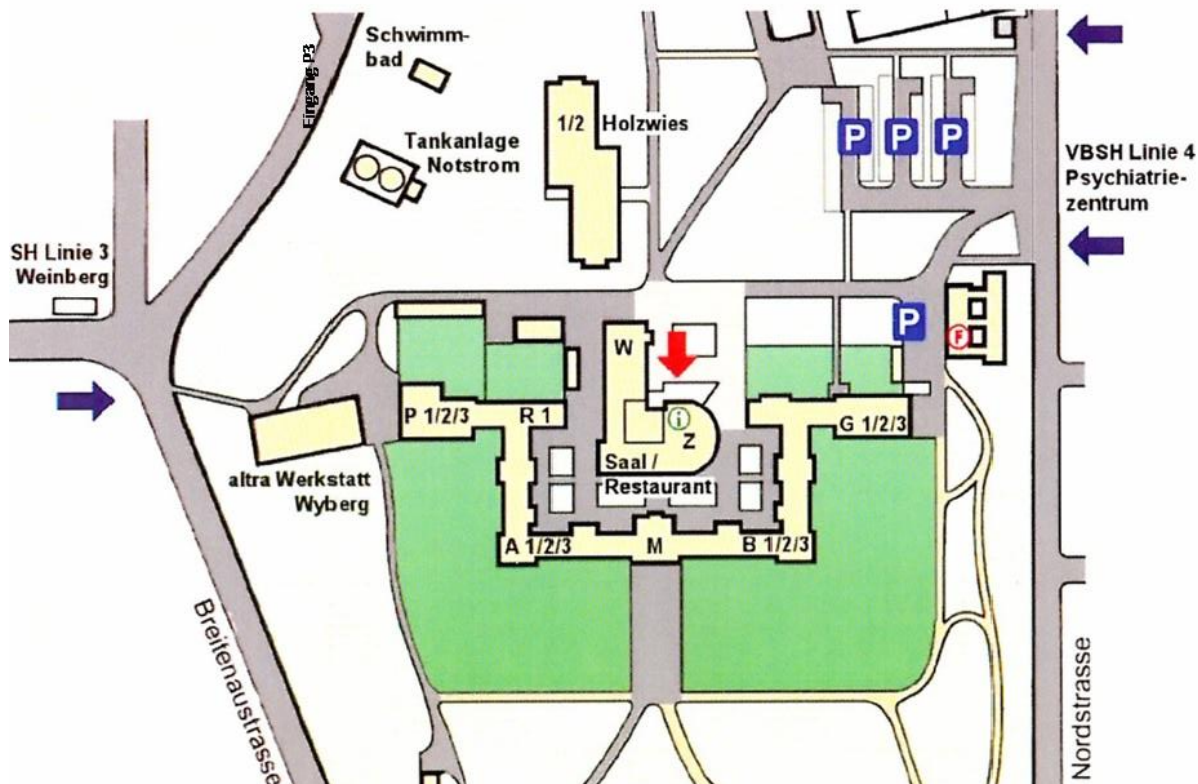 Eingang P3
Schwimm-
bad
1/2
Holzwies
Tankanlage
Notstrom
P
P
P
VBSH Linie 4
Psychiatrie-
zentrum
SH Linie 3
Weinberg
P
F
W
i
Z
P 1/2/3
R 1
G 1/2/3
Saal /
Restaurant
altra Werkstatt
Wyberg
A 1/2/3
M
B 1/2/3
Breitenaustrasse
Nordstrasse